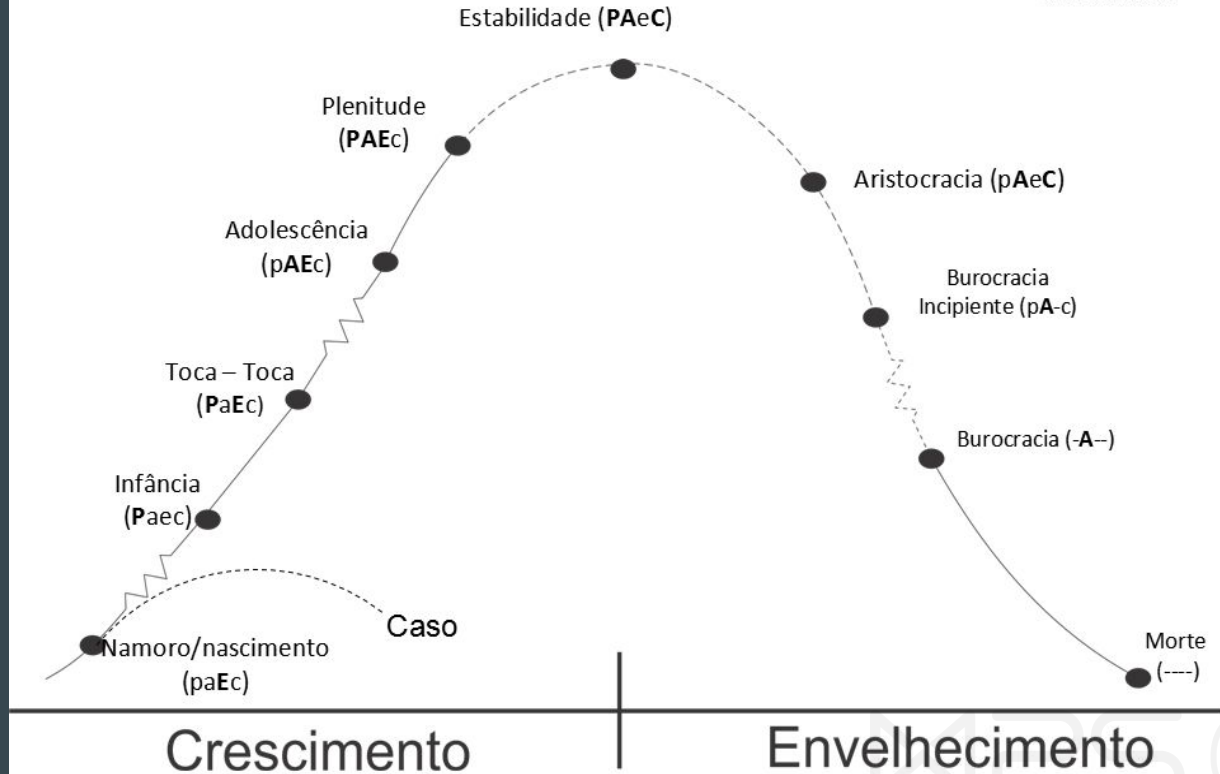 Estabilidade (PAeC)
Plenitude
(PAEc)
Aristocracia (pAeC)
Adolescência
(pAEc)
Burocracia
Incipiente (pA-c)
Toca – Toca
(PaEc)
Burocracia (-A--)
Infância
(Paec)
Caso
Namoro/nascimento
(paEc)
Morte
(----)
Crescimento
Envelhecimento